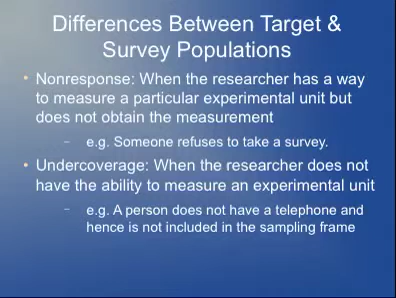 Differences Between Target &
Survey Populations
• Nonresponse: When the researcher has a way
to measure a particular experimental unit but
does not obtain the measurement
– e.g. Someone refuses to take a survey.
• Undercoverage: When the researcher does not
have the ability to measure an experimental unit
– e.g. A person does not have a telephone and
hence is not included in the sampling frame